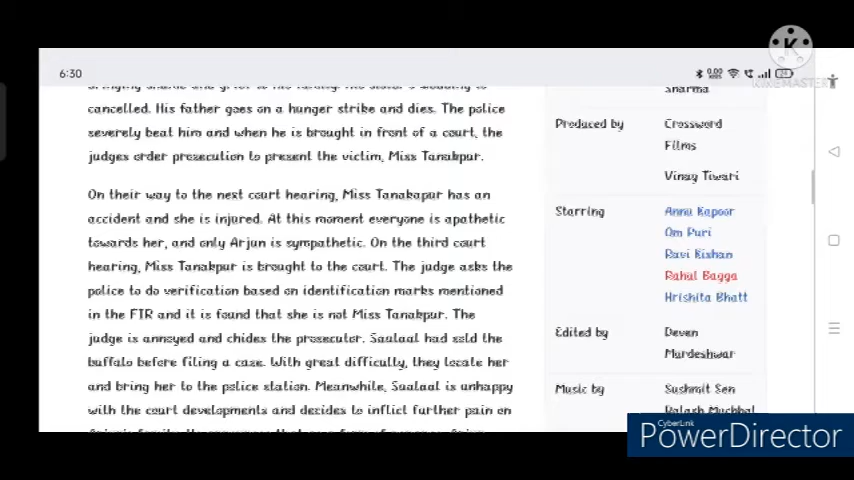 6:30
cancelled. His father goes on a hunger strike and dies. The police
severely beat him and when he is brought in front of a court, the
judges order prosecution to present the victim, Miss Tanakpur.
On their way to the next court hearing, Miss Tanakapur has an
accident and she is injured. At this moment everyone is apathetic
towards her, and only Arjun is sympathetic. On the third court
hearing, Miss Tanakpur is brought to the court. The judge asks the
police to do verification based on identification marks mentioned
in the FIR and it is found that she is not Miss Tanakpur. The
judge is annoyed and chides the prosecutor. Saalaal had sold the
buffalo before filing a case. With great difficulty, they locate her
and bring her to the police station. Meanwhile, Saalaal is unhappy
with the court developments and decides to inflict further pain on
Sharma
Produced by Crossword
Films
Vinay Tiwari
Starring Annu Kapoor
Om Puri
Ravi Kishan
Rahul Bagga
Hrishita Bhatt
Edited by Deven
Murdeshwar
Music by Sushmit Sen
Palash Muchhal
K
KINEMASTER
CyberLink
PowerDirector